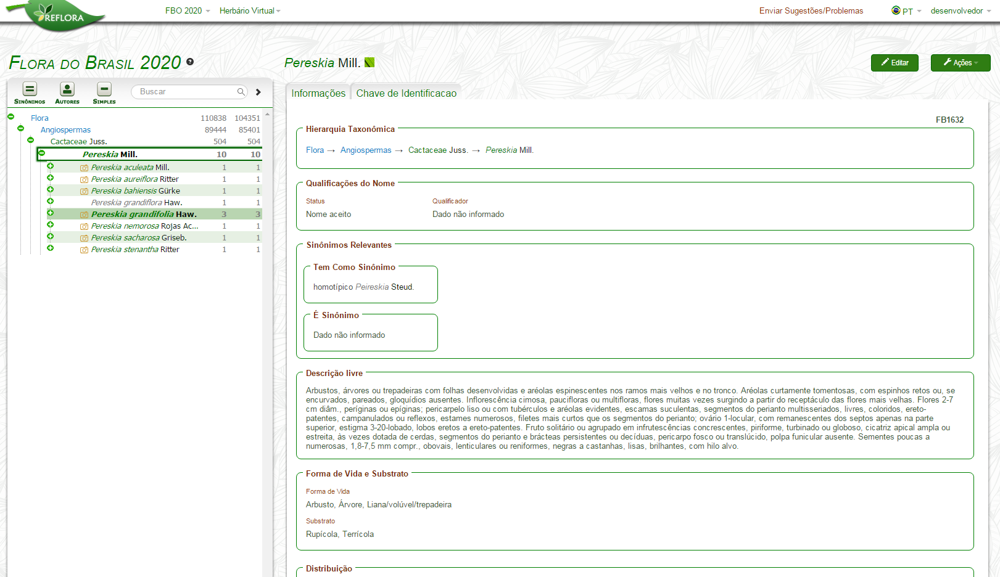 REFLORA
FBO 2020
Herbário Virtual
Enviar Sugestões/Problemas
PT
desenvolvedor
Flora do Brasil 2020
?
Sinônimos
Autores
Simples
Buscar
Flora 110838 104351
Angiospermas 89444 85401
Cactaceae Juss. 504 504
Pereskia Mill. 10 10
Pereskia aculeata Mill. 1 1
Pereskia aureiflora Ritter 1 1
Pereskia bahiensis Gürke 1 1
Pereskia grandiflora Haw. 1 1
Pereskia grandifolia Haw. 3 3
Pereskia nemorosa Rojas Ac... 1 1
Pereskia sacharosa Griseb. 1 1
Pereskia stenantha Ritter 1 1
Pereskia Mill.
Editar
Ações
Informações
Chave de Identificacao
FB1632
Hierarquia Taxonômica
Flora → Angiospermas → Cactaceae Juss. → Pereskia Mill.
Qualificações do Nome
Status Qualificador
Nome aceito Dado não informado
Sinônimos Relevantes
Tem Como Sinônimo
homotípico Peireskia Steud.
É Sinônimo
Dado não informado
Descrição livre
Arbustos, árvores ou trepadeiras com folhas desenvolvidas e aréolas espinescentes nos ramos mais velhos e no tronco. Aréolas curtamente tomentosas, com espinhos retos ou, se
encurvados, pareados, gloquídios ausentes. Inflorescência cimosa, paucifloras ou multifloras, flores muitas vezes surgindo a partir do receptáculo das flores mais velhas. Flores 2-7
cm diâm., períginas ou epíginas; pericarpelo liso ou com tubérculos e aréolas evidentes, escamas suculentas, segmentos do perianto multisseriados, livres, coloridos, ereto-
patentes, campanulados ou reflexos, estames numerosos, filetes mais curtos que os segmentos do perianto; ovário 1-locular, com remanescentes dos septos apenas na parte
superior, estigma 3-20-lobado, lobos eretos a ereto-patentes. Fruto solitário ou agrupado em infrutescências concrescentes, piriforme, turbinado ou globoso, cicatriz apical ampla ou
estreita, às vezes dotada de cerdas, segmentos do perianto e brácteas persistentes ou decíduas, pericarpo fosco ou translúcido, polpa funicular ausente. Sementes poucas a
numerosas, 1,8-7,5 mm compr., obovais, lenticulares ou reniformes, negras a castanhas, lisas, brilhantes, com hilo alvo.
Forma de Vida e Substrato
Forma de Vida
Arbusto, Árvore, Liana/volúvel/trepadeira
Substrato
Rupícola, Terrícola
Distribuição